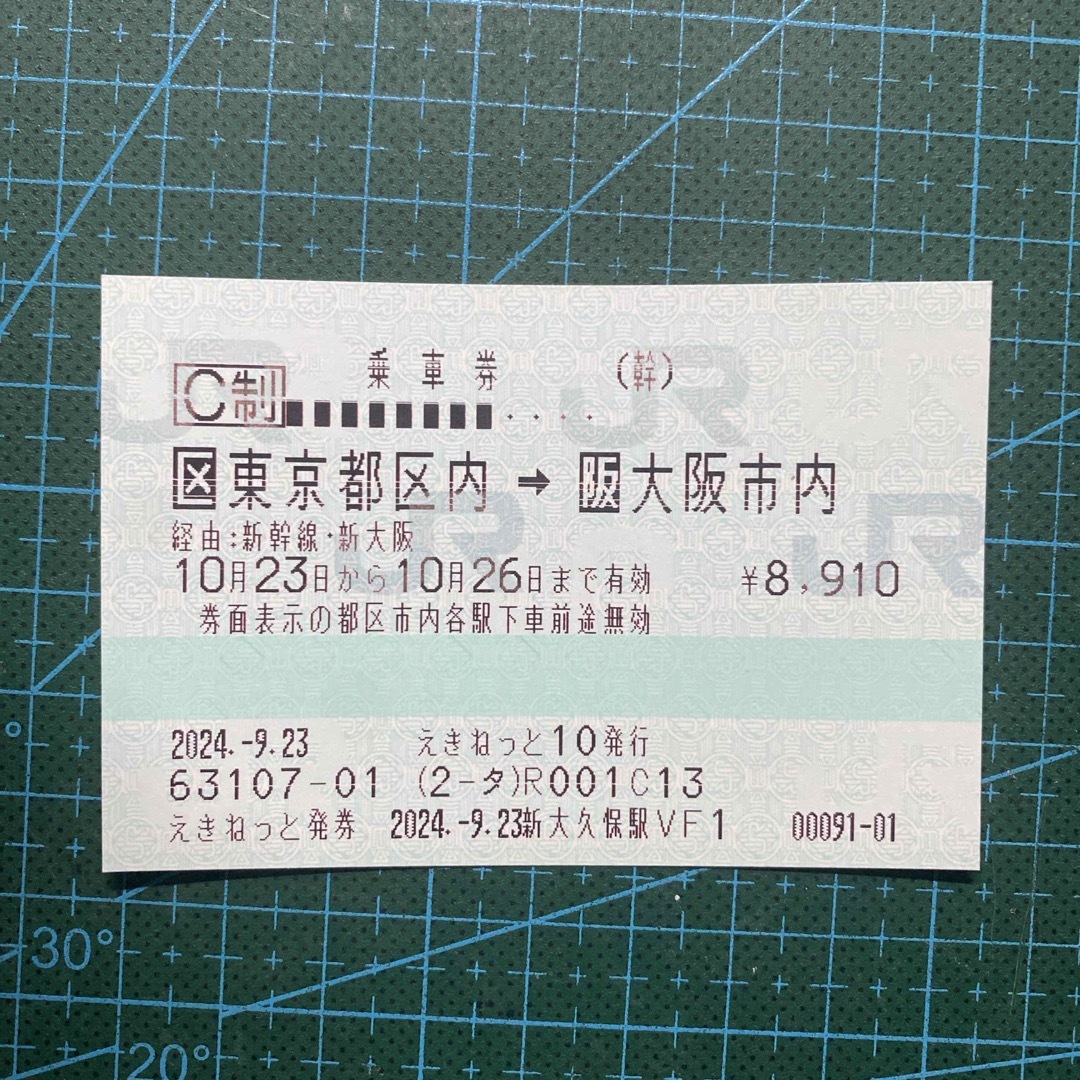 乗車券 (幹)
C制
区東京都区内 → 阪大阪市内
経由:新幹線・新大阪
10月23日から10月26日まで有効 ¥8,910
券面表示の都区市内各駅下車前途無効
2024.-9.23 えきねっと10発行
63107-01 (2-タ)R001C13
えきねっと発券 2024.-9.23新大久保駅VF1 00091-01
JR JR
JR JR
30°
20°